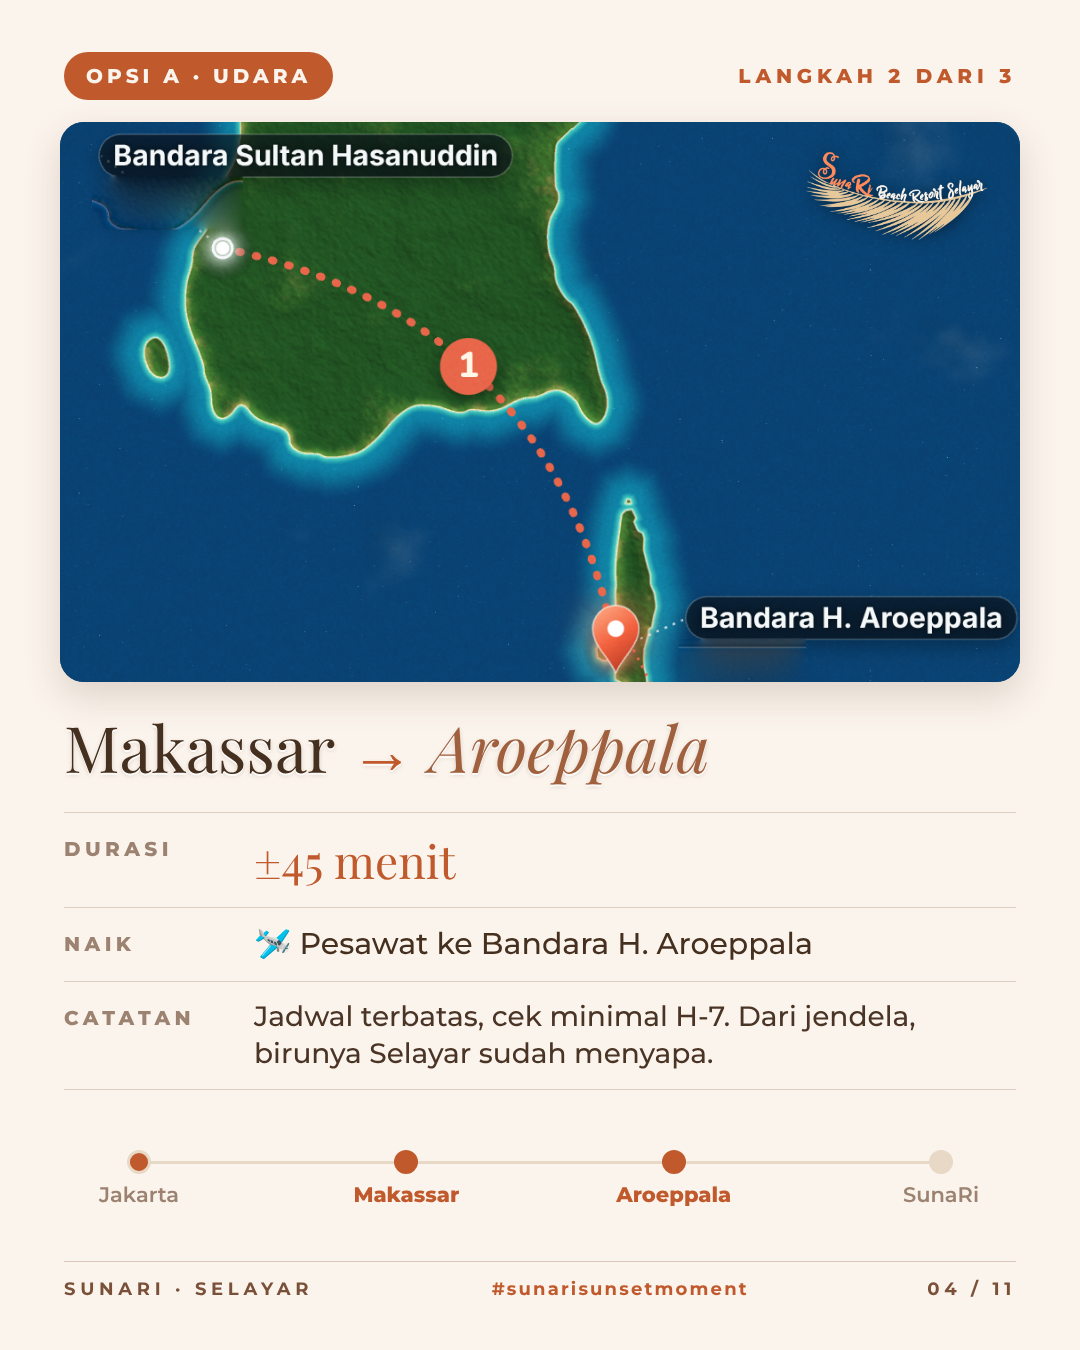 OPSI A · UDARA
LANGKAH 2 DARI 3
Bandara Sultan Hasanuddin
SunaRi Beach Resort Selayar
1
Bandara H. Aroeppala
Makassar → Aroeppala
DURASI
±45 menit
NAIK
Pesawat ke Bandara H. Aroeppala
CATATAN
Jadwal terbatas, cek minimal H-7. Dari jendela,
birunya Selayar sudah menyapa.
Jakarta
Makassar
Aroeppala
SunaRi
SUNARI · SELAYAR
#sunarisunsetmoment
04 / 11